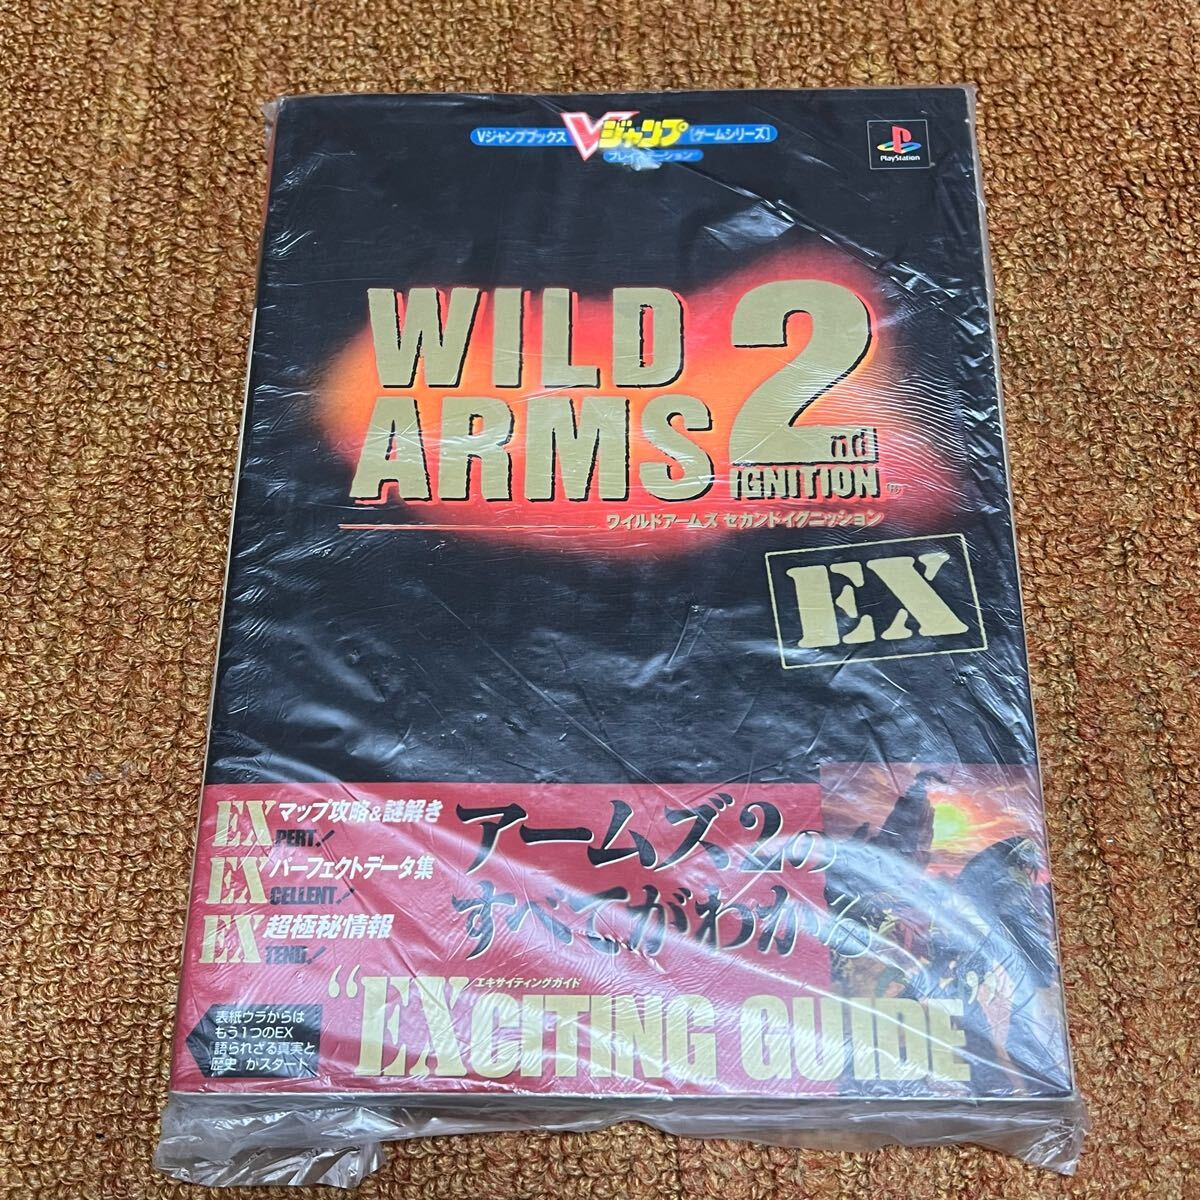 Vジャンプブックス Vジャンプ [ゲームシリーズ]
プレイステーション
PlayStation
WILD
ARMS 2nd
IGNITION
ワイルドアームズ セカンドイグニッション
EX
EXPERT! マップ攻略&謎解き
EXCELLENT! パーフェクトデータ集
EXTEND! 超極秘情報
アームズ2の
すべてがわかる
エキサイティングガイド
“EXCITING GUIDE”
表紙ウラからは
もう1つのEX
「語られざる真実と
歴史」がスタート